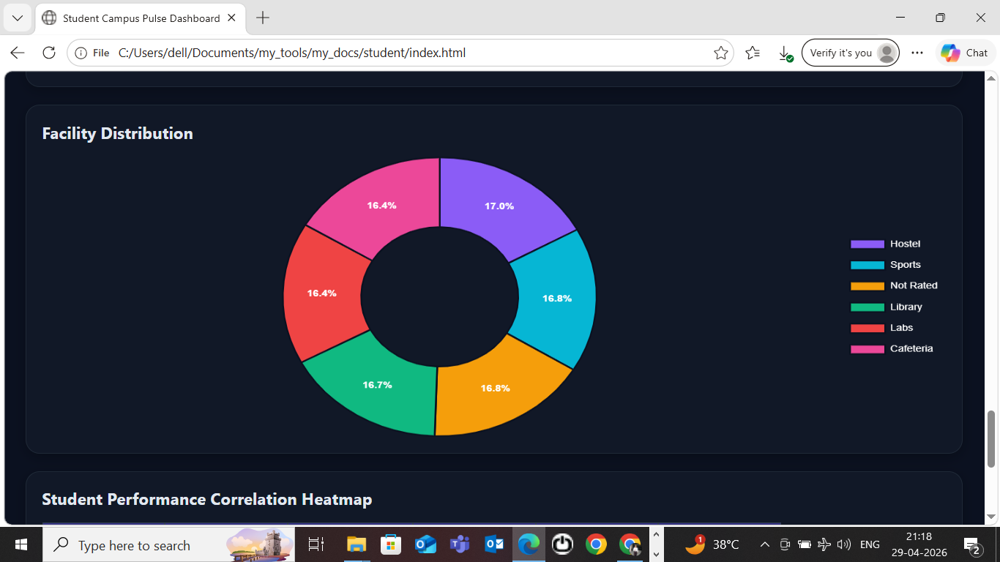 Student Campus Pulse Dashboard
File C:/Users/dell/Documents/my_tools/my_docs/student/index.html
Verify it's you
Chat
Facility Distribution
16.4%
17.0%
16.4%
16.8%
16.7%
16.8%
Hostel
Sports
Not Rated
Library
Labs
Cafeteria
Student Performance Correlation Heatmap
Type here to search
1
38°C
ENG
21:18
29-04-2026
2